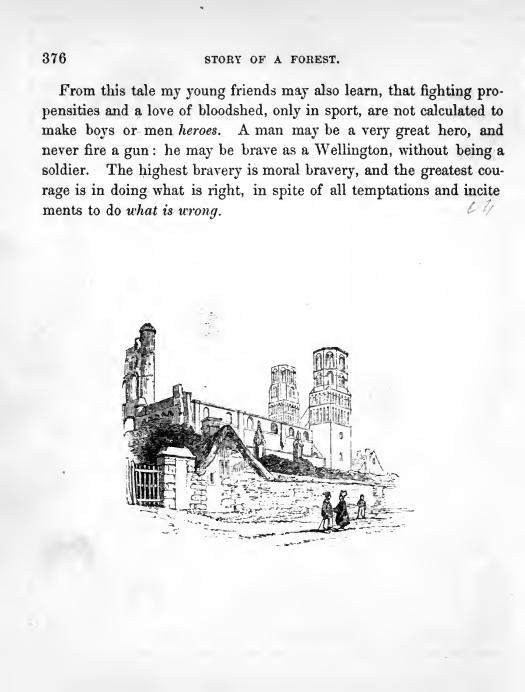 376 STORY OF A FOREST.
From this tale my young friends may also learn, that fighting pro-
pensities and a love of bloodshed, only in sport, are not calculated to
make boys or men heroes. A man may be a very great hero, and
never fire a gun: he may be brave as a Wellington, without being a
soldier. The highest bravery is moral bravery, and the greatest cou-
rage is in doing what is right, in spite of all temptations and incite
ments to do what is wrong.